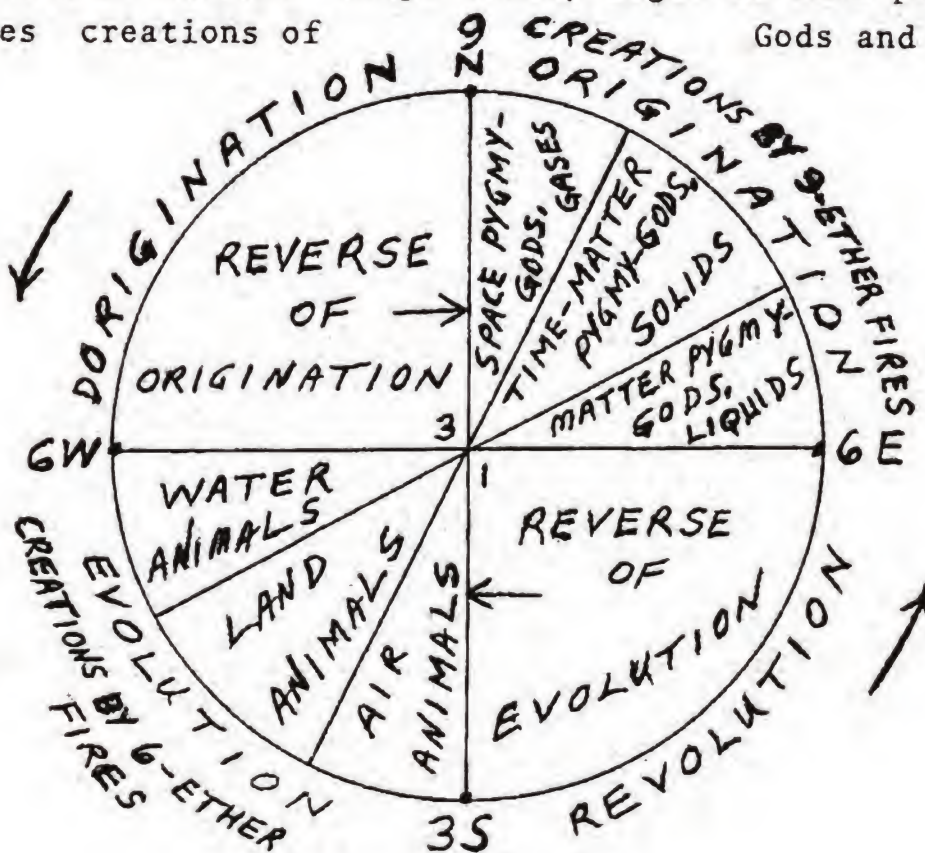 es creations of
Gods and
9
N
CREATIONS BY 9-ETHER FIRES
ORIGINATION
DORIGINATION
SPACE PYGMY-
GODS,
GASES
TIME-MATTER
PYGMY-GODS,
SOLIDS
MATTER PYGMY-
GODS,
LIQUIDS
REVERSE
OF
ORIGINATION
3
6W
6E
1
WATER
ANIMALS
LAND
ANIMALS
AIR
ANIMALS
REVERSE
OF
EVOLUTION
EVOLUTION
CREATIONS BY 6-ETHER
FIRES
REVOLUTION
3S